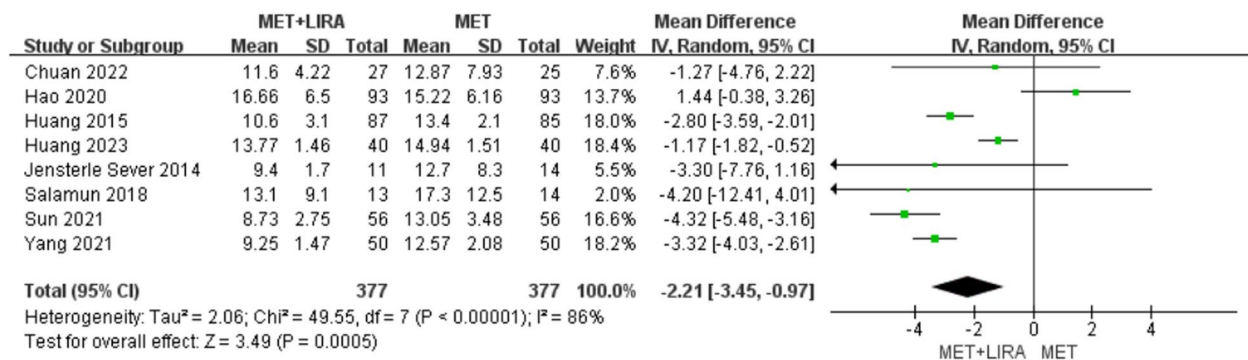 MET+LIRA MET Mean Difference Mean Difference
Study or Subgroup Mean SD Total Mean SD Total Weight IV, Random, 95% CI IV, Random, 95% CI
Chuan 2022 11.6 4.22 27 12.87 7.93 25 7.6% -1.27 [-4.76, 2.22]
Hao 2020 16.66 6.5 93 15.22 6.16 93 13.7% 1.44 [-0.38, 3.26]
Huang 2015 10.6 3.1 87 13.4 2.1 85 18.0% -2.80 [-3.59, -2.01]
Huang 2023 13.77 1.46 40 14.94 1.51 40 18.4% -1.17 [-1.82, -0.52]
Jensterle Sever 2014 9.4 1.7 11 12.7 8.3 14 5.5% -3.30 [-7.76, 1.16]
Salamun 2018 13.1 9.1 13 17.3 12.5 14 2.0% -4.20 [-12.41, 4.01]
Sun 2021 8.73 2.75 56 13.05 3.48 56 16.6% -4.32 [-5.48, -3.16]
Yang 2021 9.25 1.47 50 12.57 2.08 50 18.2% -3.32 [-4.03, -2.61]
Total (95% CI) 377 377 100.0% -2.21 [-3.45, -0.97]
Heterogeneity: Tau² = 2.06; Chi² = 49.55, df = 7 (P < 0.00001); I² = 86%
Test for overall effect: Z = 3.49 (P = 0.0005)
-4 -2 0 2 4
MET+LIRA MET